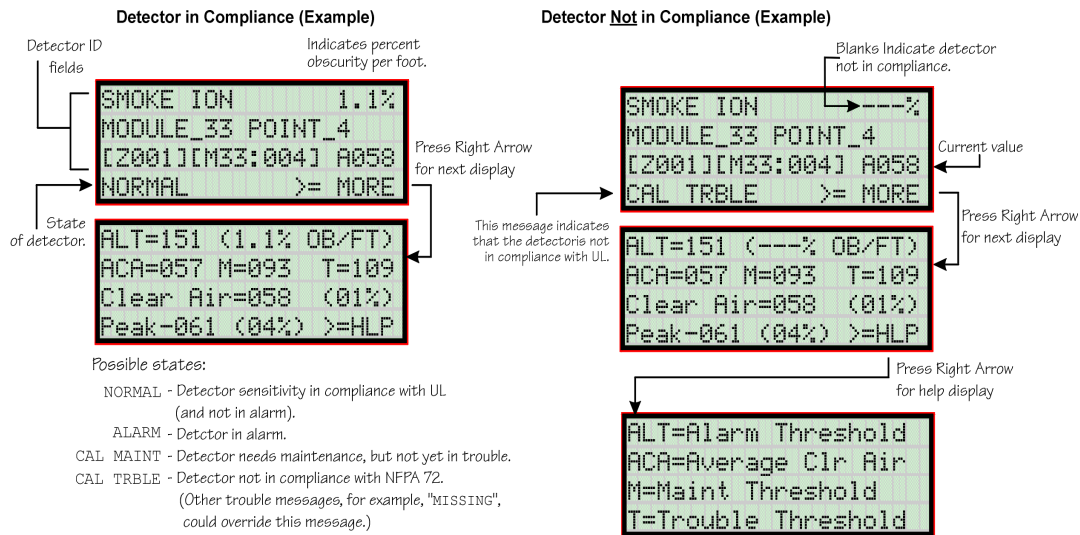 Detector in Compliance (Example)
Detector ID
fields
Indicates percent
obscurity per foot.
SMOKE ION 1.1%
MODULE_33 POINT_4
[Z001][M33:004] A058
NORMAL >= MORE
Press Right Arrow
for next display
State
of detector.
ALT=151 (1.1% OB/FT)
ACA=057 M=093 T=109
Clear Air=058 (01%)
Peak-061 (04%) >=HLP
Possible states:
NORMAL - Detector sensitivity in compliance with UL
(and not in alarm).
ALARM - Detctor in alarm.
CAL MAINT - Detector needs maintenance, but not yet in trouble.
CAL TRBLE - Detector not in compliance with NFPA 72.
(Other trouble messages, for example, "MISSING",
could override this message.)
Detector Not in Compliance (Example)
Blanks Indicate detector
not in compliance.
SMOKE ION ---%
MODULE_33 POINT_4
[Z001][M33:004] A058
CAL TRBLE >= MORE
Current value
This message indicates
that the detectoris not
in compliance with UL.
Press Right Arrow
for next display
ALT=151 (---% OB/FT)
ACA=057 M=093 T=109
Clear Air=058 (01%)
Peak-061 (04%) >=HLP
Press Right Arrow
for help display
ALT=Alarm Threshold
ACA=Average Clr Air
M=Maint Threshold
T=Trouble Threshold